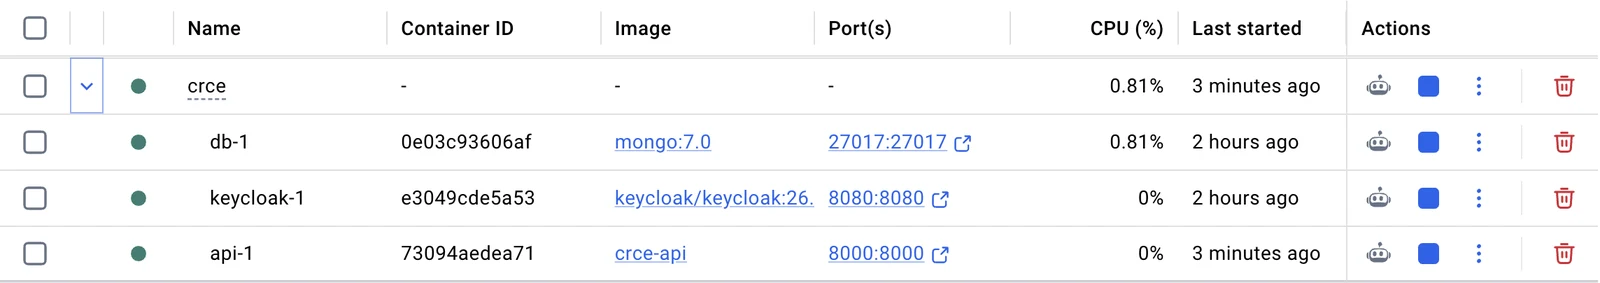 Name Container ID Image Port(s) CPU (%) Last started Actions
crce - - - 0.81% 3 minutes ago
db-1 0e03c93606af mongo:7.0 27017:27017 0.81% 2 hours ago
keycloak-1 e3049cde5a53 keycloak/keycloak:26. 8080:8080 0% 2 hours ago
api-1 73094aedea71 crce-api 8000:8000 0% 3 minutes ago